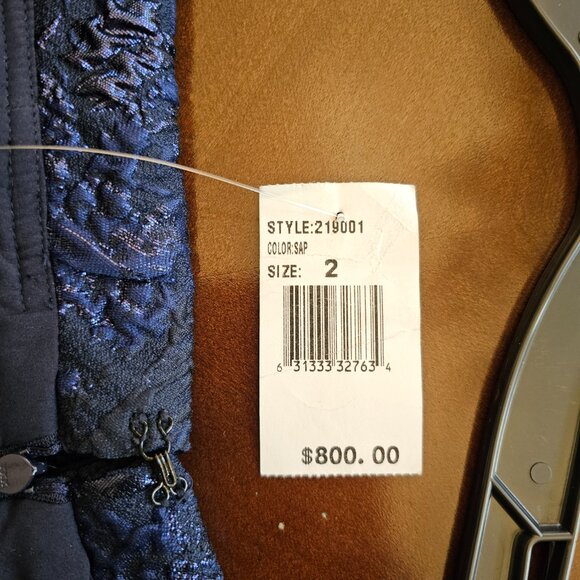 STYLE:219001
COLOR:SAP
SIZE: 2
6 31333 32763 4
$800.00